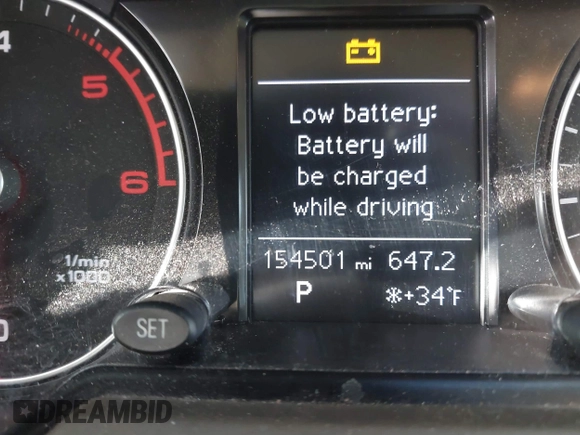 4
5
6
1/min
x1000
0
SET
Low battery:
Battery will
be charged
while driving
154501 mi 647.2
P
❄+34°F
DREAMBID